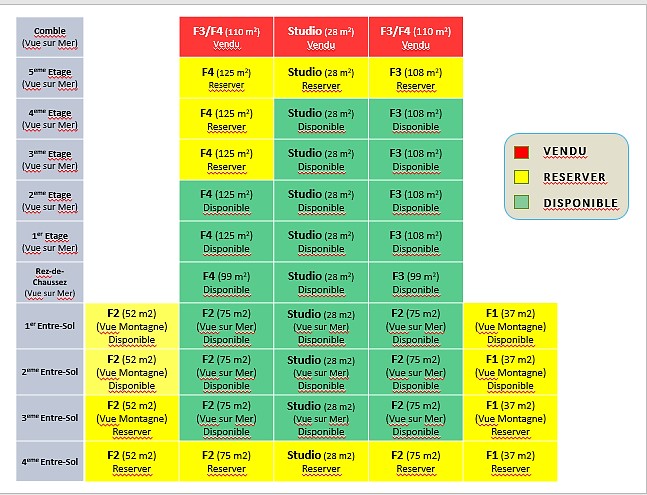 Comble
(Vue sur Mer)
F3/F4 (110 m²)
Vendu
Studio (28 m²)
Vendu
F3/F4 (110 m²)
Vendu
5eme Etage
(Vue sur Mer)
F4 (125 m²)
Reserver
Studio (28 m²)
Reserver
F3 (108 m²)
Reserver
4eme Etage
(Vue sur Mer)
F4 (125 m²)
Reserver
Studio (28 m²)
Disponible
F3 (108 m²)
Disponible
3eme Etage
(Vue sur Mer)
F4 (125 m²)
Reserver
Studio (28 m²)
Disponible
F3 (108 m²)
Disponible
2eme Etage
(Vue sur Mer)
F4 (125 m²)
Disponible
Studio (28 m²)
Disponible
F3 (108 m²)
Disponible
1er Etage
(Vue sur Mer)
F4 (125 m²)
Disponible
Studio (28 m²)
Disponible
F3 (108 m²)
Disponible
Rez-de-
Chaussez
(Vue sur Mer)
F4 (99 m²)
Disponible
Studio (28 m²)
Disponible
F3 (99 m²)
Disponible
1er Entre-Sol
F2 (52 m2)
(Vue Montagne)
Disponible
F2 (75 m2)
(Vue sur Mer)
Disponible
Studio (28 m2)
(Vue sur Mer)
Disponible
F2 (75 m2)
(Vue sur Mer)
Disponible
F1 (37 m2)
(Vue Montagne)
Disponible
2eme Entre-Sol
F2 (52 m2)
(Vue Montagne)
Disponible
F2 (75 m2)
(Vue sur Mer)
Disponible
Studio (28 m2)
(Vue sur Mer)
Disponible
F2 (75 m2)
(Vue sur Mer)
Disponible
F1 (37 m2)
(Vue Montagne)
Disponible
3eme Entre-Sol
F2 (52 m2)
(Vue Montagne)
Reserver
F2 (75 m2)
(Vue sur Mer)
Disponible
Studio (28 m2)
(Vue sur Mer)
Disponible
F2 (75 m2)
(Vue sur Mer)
Disponible
F1 (37 m2)
(Vue Montagne)
Reserver
4eme Entre-Sol
F2 (52 m2)
Reserver
F2 (75 m2)
Reserver
Studio (28 m2)
Reserver
F2 (75 m2)
Reserver
F1 (37 m2)
Reserver
VENDU
RESERVER
DISPONIBLE